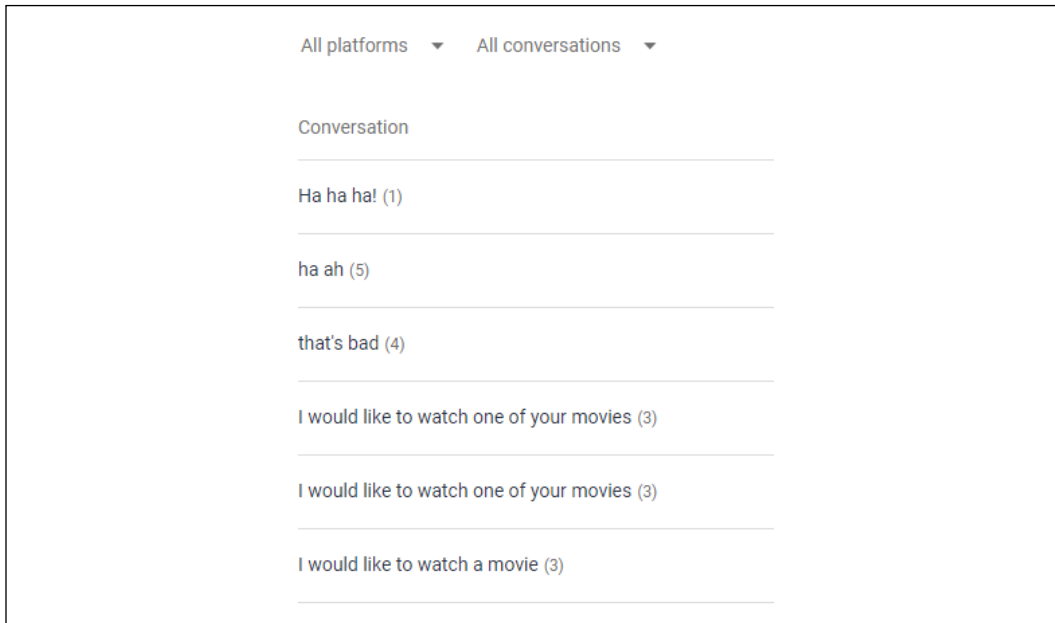 All platforms All conversations
Conversation
Ha ha ha! (1)
ha ah (5)
that's bad (4)
I would like to watch one of your movies (3)
I would like to watch one of your movies (3)
I would like to watch a movie (3)